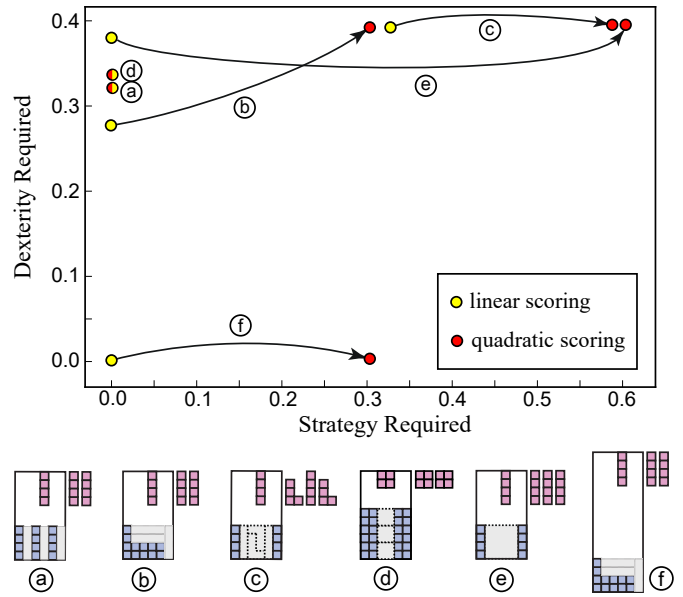 0.4
0.3
0.2
0.1
0.0
Dexterity Required
d
a
b
c
e
f
linear scoring
quadratic scoring
0.0 0.1 0.2 0.3 0.4 0.5 0.6
Strategy Required
a b c d e f